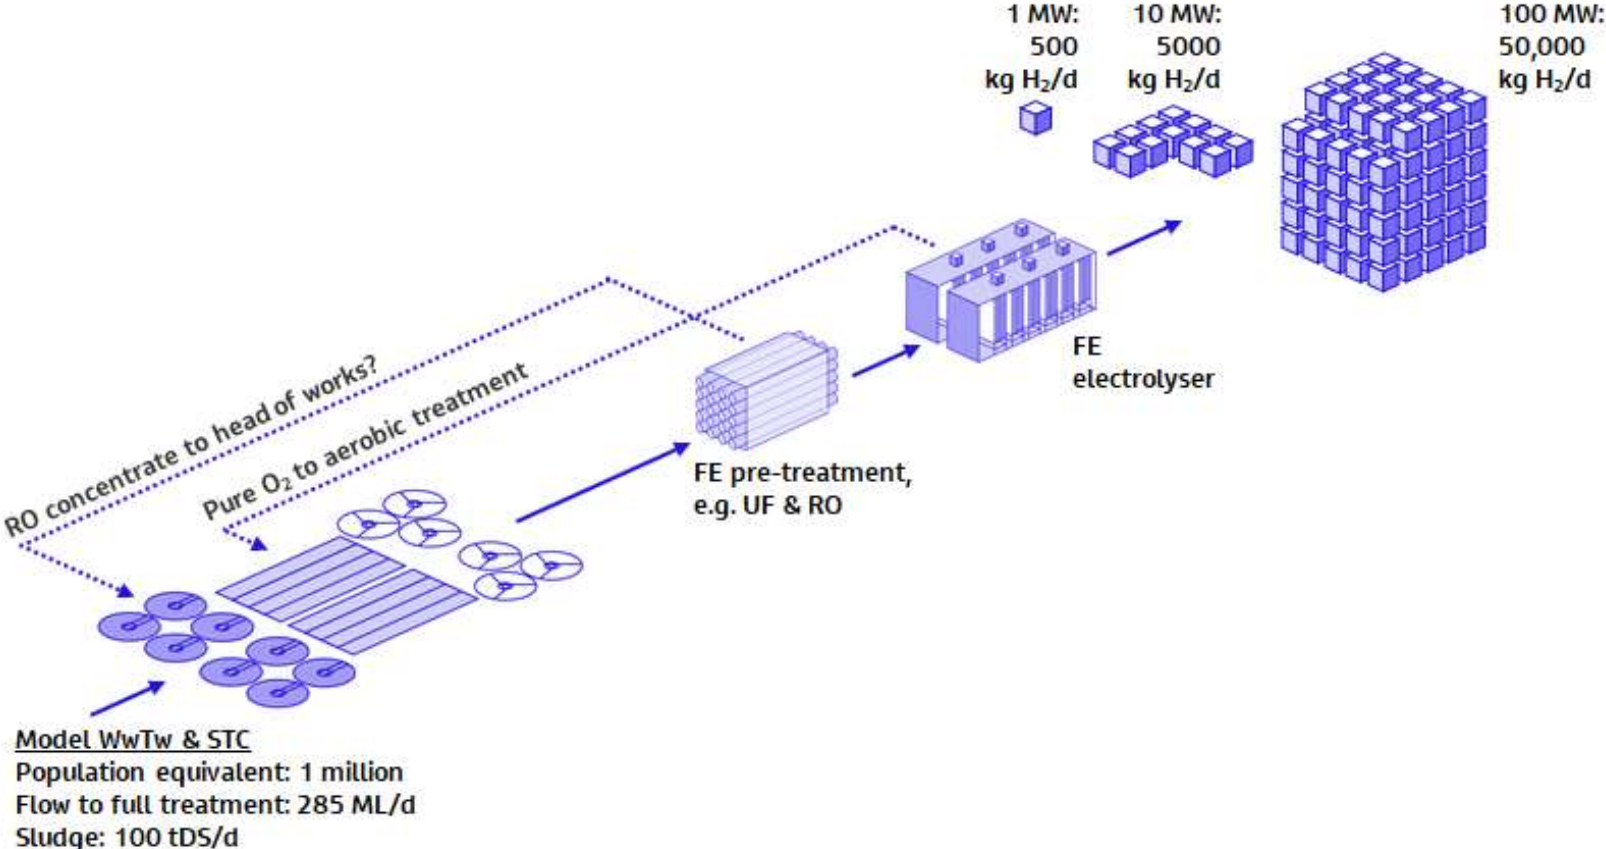 1 MW:
500
kg H₂/d
10 MW:
5000
kg H₂/d
100 MW:
50,000
kg H₂/d
RO concentrate to head of works?
Pure O₂ to aerobic treatment
FE
electrolyser
FE pre-treatment,
e.g. UF & RO
Model WwTw & STC
Population equivalent: 1 million
Flow to full treatment: 285 ML/d
Sludge: 100 tDS/d